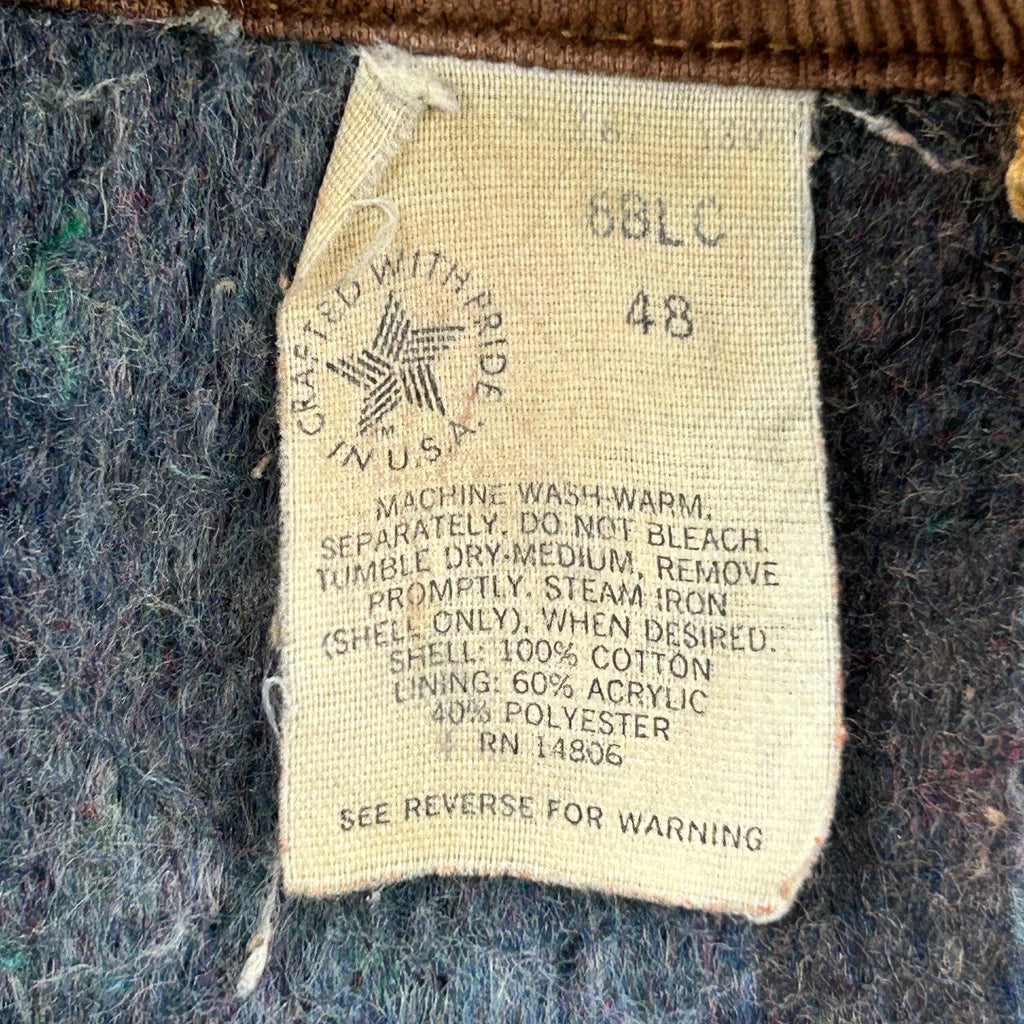 6BLC
48
CRAFTED WITH PRIDE
IN U.S.A.
MACHINE WASH-WARM,
SEPARATELY. DO NOT BLEACH.
TUMBLE DRY-MEDIUM, REMOVE
PROMPTLY. STEAM IRON
(SHELL ONLY), WHEN DESIRED.
SHELL: 100% COTTON
LINING: 60% ACRYLIC
40% POLYESTER
RN 14806
SEE REVERSE FOR WARNING